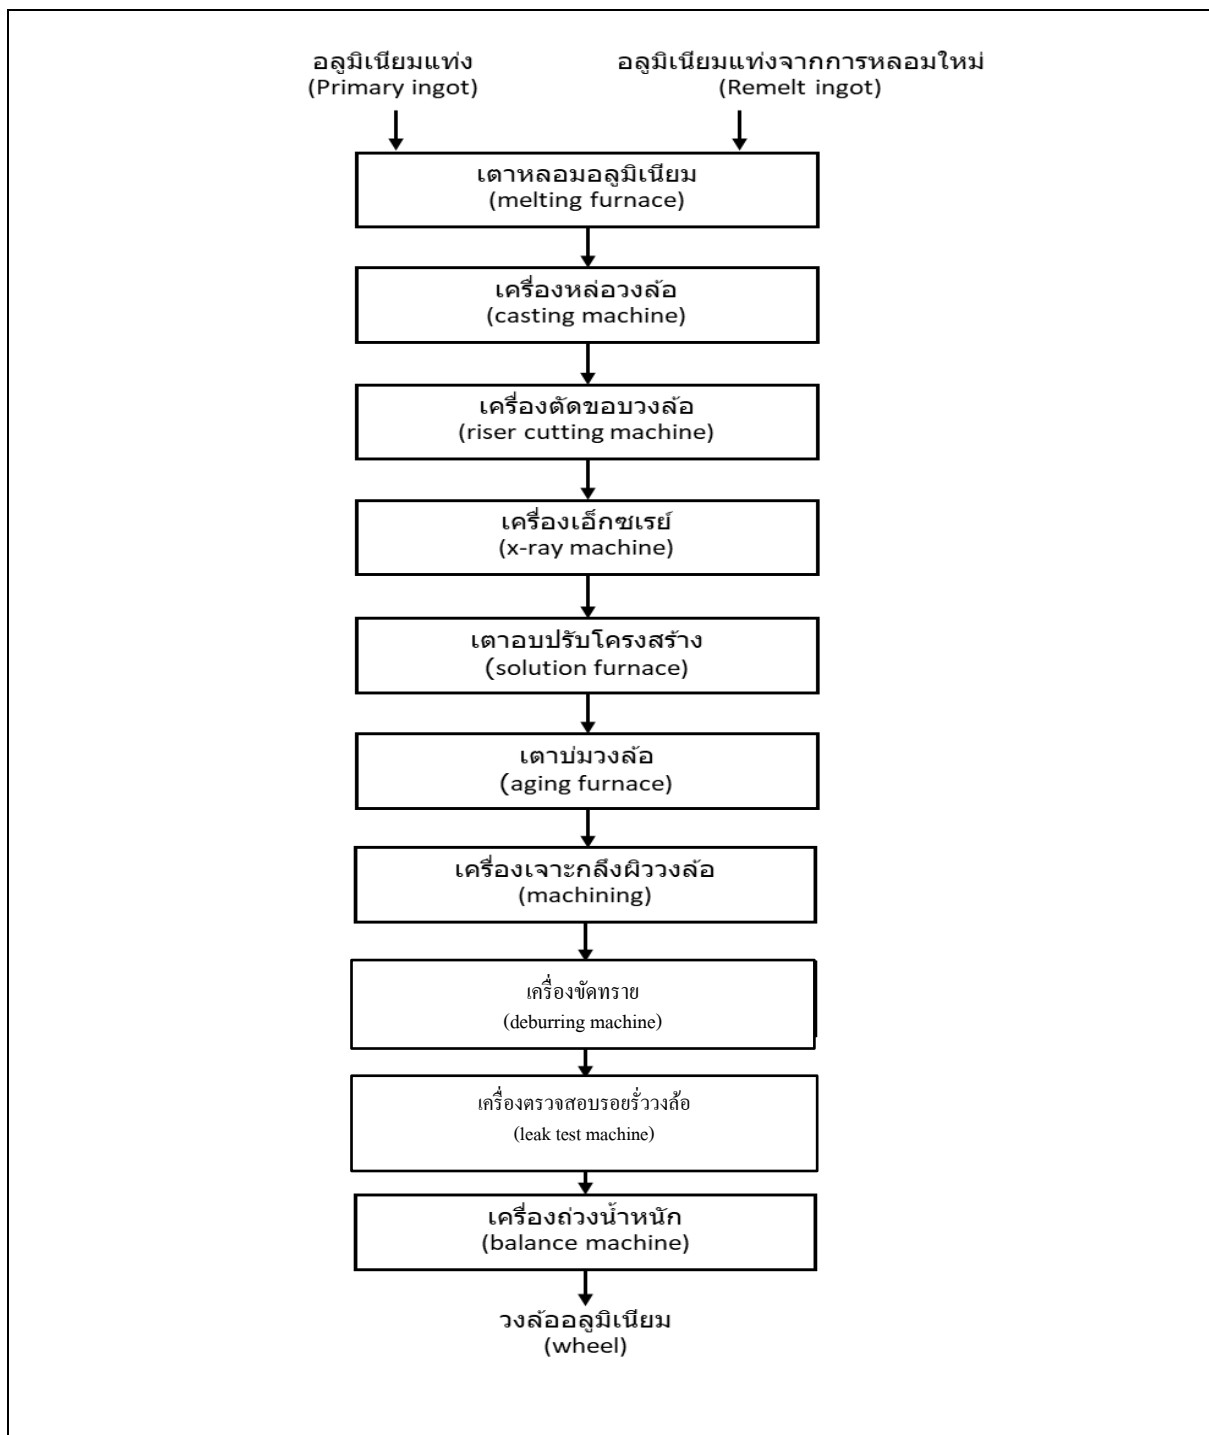 อลูมิเนียมแท่ง
(Primary ingot)
อลูมิเนียมแท่งจากการหลอมใหม่
(Remelt ingot)
เตาหลอมอลูมิเนียม
(melting furnace)
เครื่องหล่อวงล้อ
(casting machine)
เครื่องตัดขอบวงล้อ
(riser cutting machine)
เครื่องเอ็กซเรย์
(x-ray machine)
เตาอบปรับโครงสร้าง
(solution furnace)
เตาบ่มวงล้อ
(aging furnace)
เครื่องเจาะกลึงผิววงล้อ
(machining)
เครื่องขัดทราย
(deburring machine)
เครื่องตรวจสอบรอยรั่ววงล้อ
(leak test machine)
เครื่องถ่วงน้ำหนัก
(balance machine)
วงล้ออลูมิเนียม
(wheel)